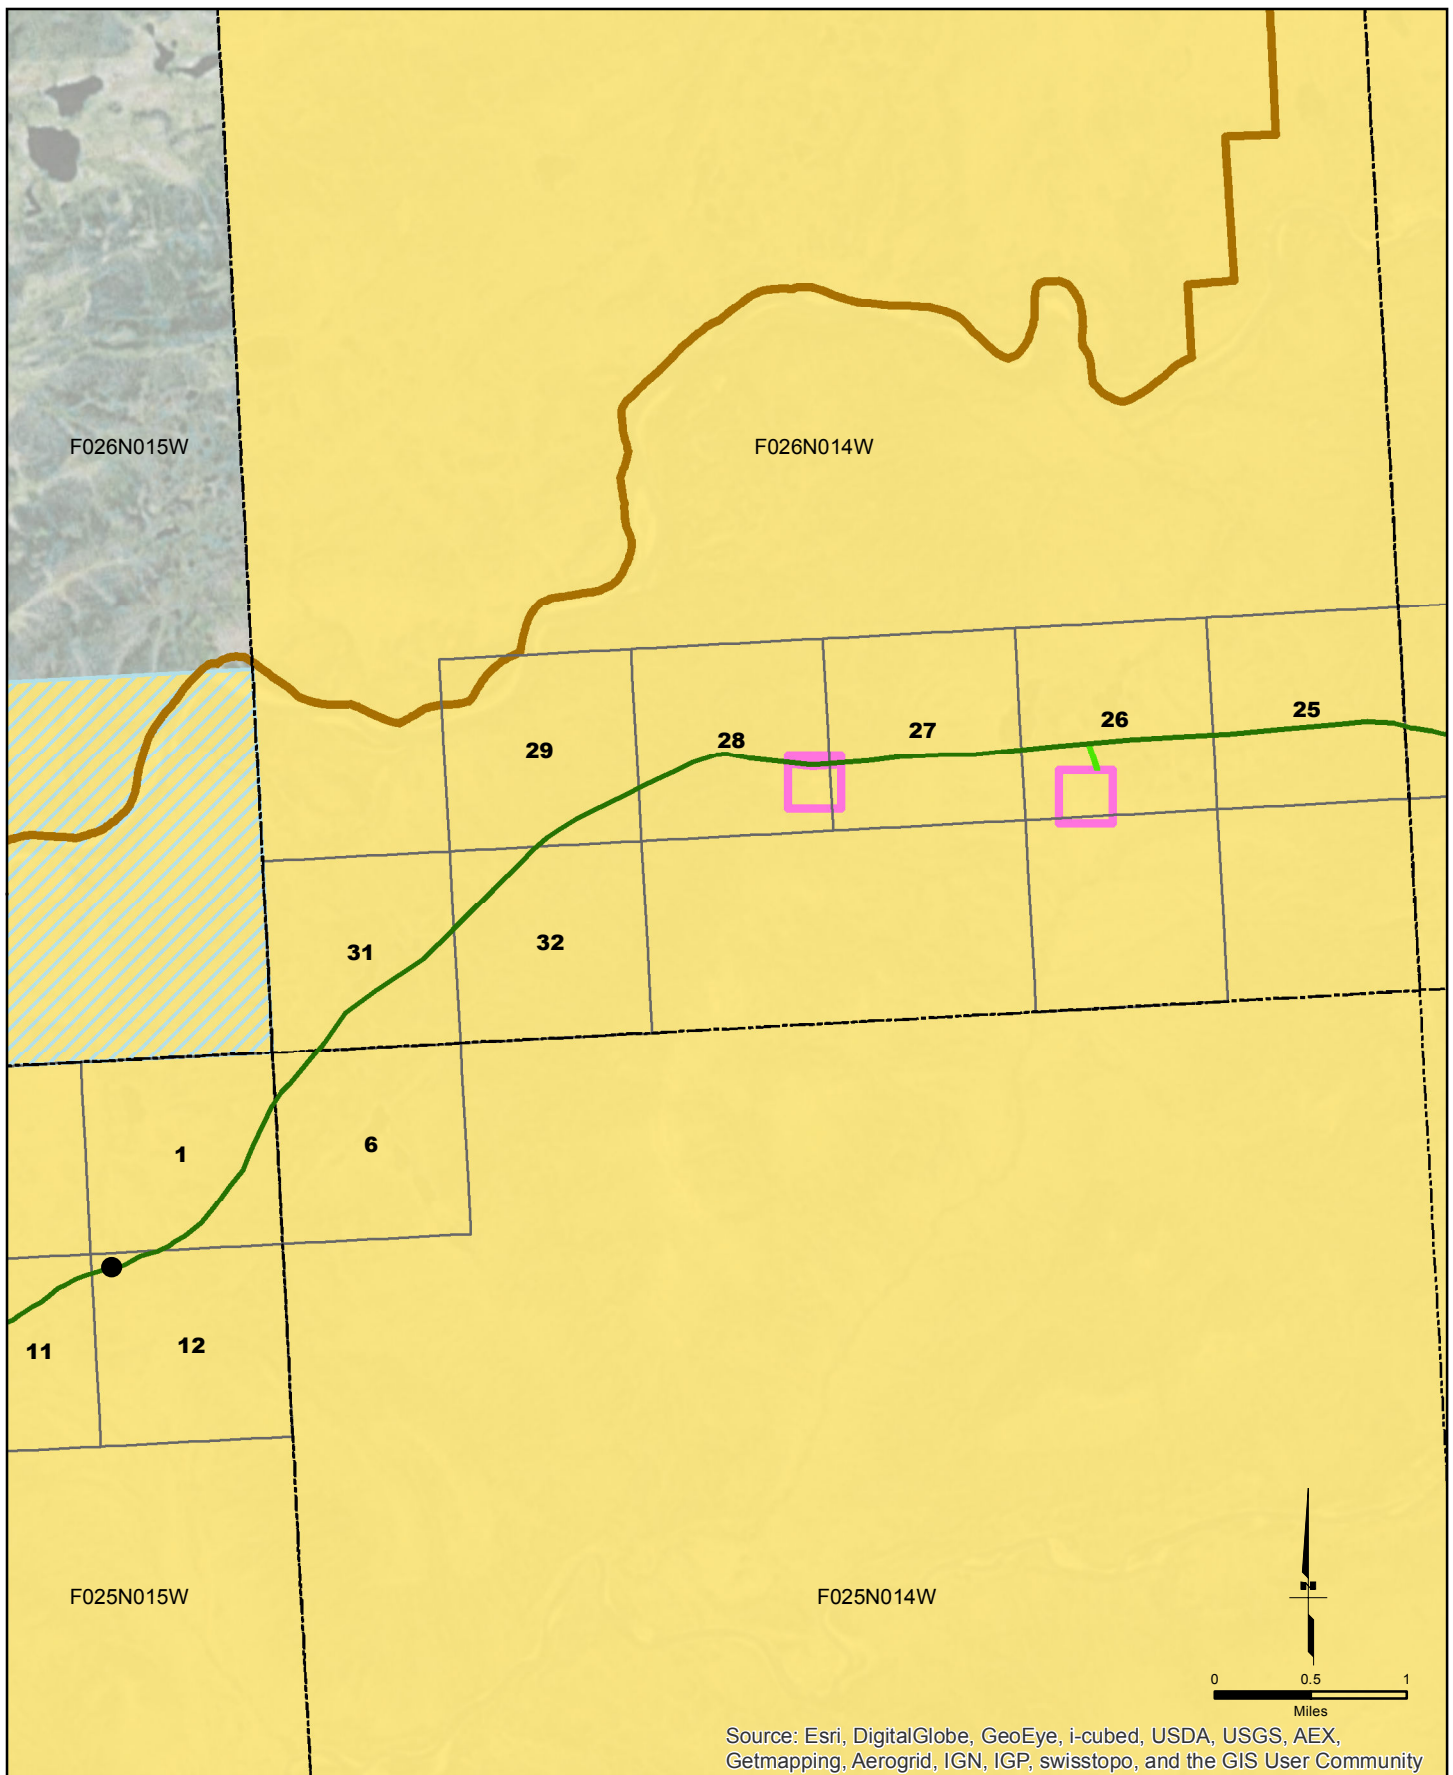 F026N015W
F026N014W
25
26
27
28
29
31
32
1
6
11
12
F025N015W
F025N014W
N
0 0.5 1
Miles
Source: Esri, DigitalGlobe, GeoEye, i-cubed, USDA, USGS, AEX,
Getmapping, Aerogrid, IGN, IGP, swisstopo, and the GIS User Community